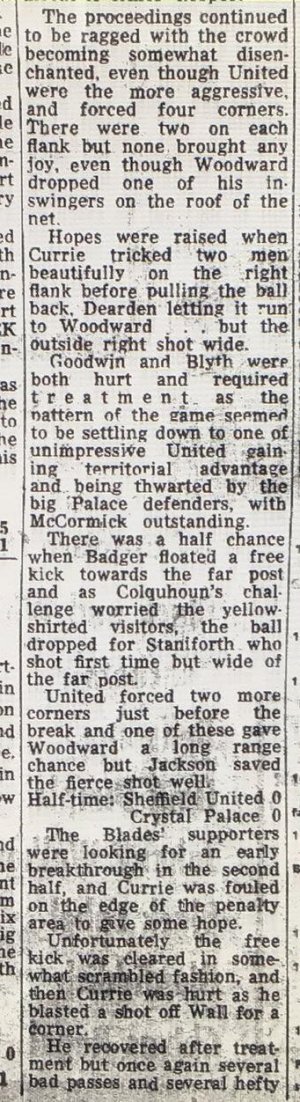 The proceedings continued
to be ragged with the crowd
becoming somewhat disen-
chanted, even though United
were the more aggressive,
and forced four corners.
There were two on each
flank but none brought any
joy, even though Woodward
dropped one of his in-
swingers on the roof of the
net.
Hopes were raised when
Currie tricked two men
beautifully on the right
flank before pulling the ball
back, Dearden letting it run
to Woodward . . but the
outside right shot wide.
Goodwin and Blyth were
both hurt and required
treatment as the
pattern of the game seemed
to be settling down to one of
unimpressive United gain-
ing territorial advantage
and being thwarted by the
big Palace defenders, with
McCormick outstanding.
There was a half chance
when Badger floated a free
kick towards the far post
and as Colquhoun's chal-
lenge worried the yellow-
shirted visitors, the ball
dropped for Staniforth who
shot first time but wide of
the far post.
United forced two more
corners just before the
break and one of these gave
Woodward a long range
chance but Jackson saved
the fierce shot well.
Half-time: Sheffield United 0
Crystal Palace 0
The Blades' supporters
were looking for an early
breakthrough in the second
half, and Currie was fouled
on the edge of the penalty
area to give some hope.
Unfortunately the free
kick was cleared in some-
what scrambled fashion, and
then Currie was hurt as he
blasted a shot off Wall for a
corner.
He recovered after treat-
ment but once again several
bad passes and several hefty